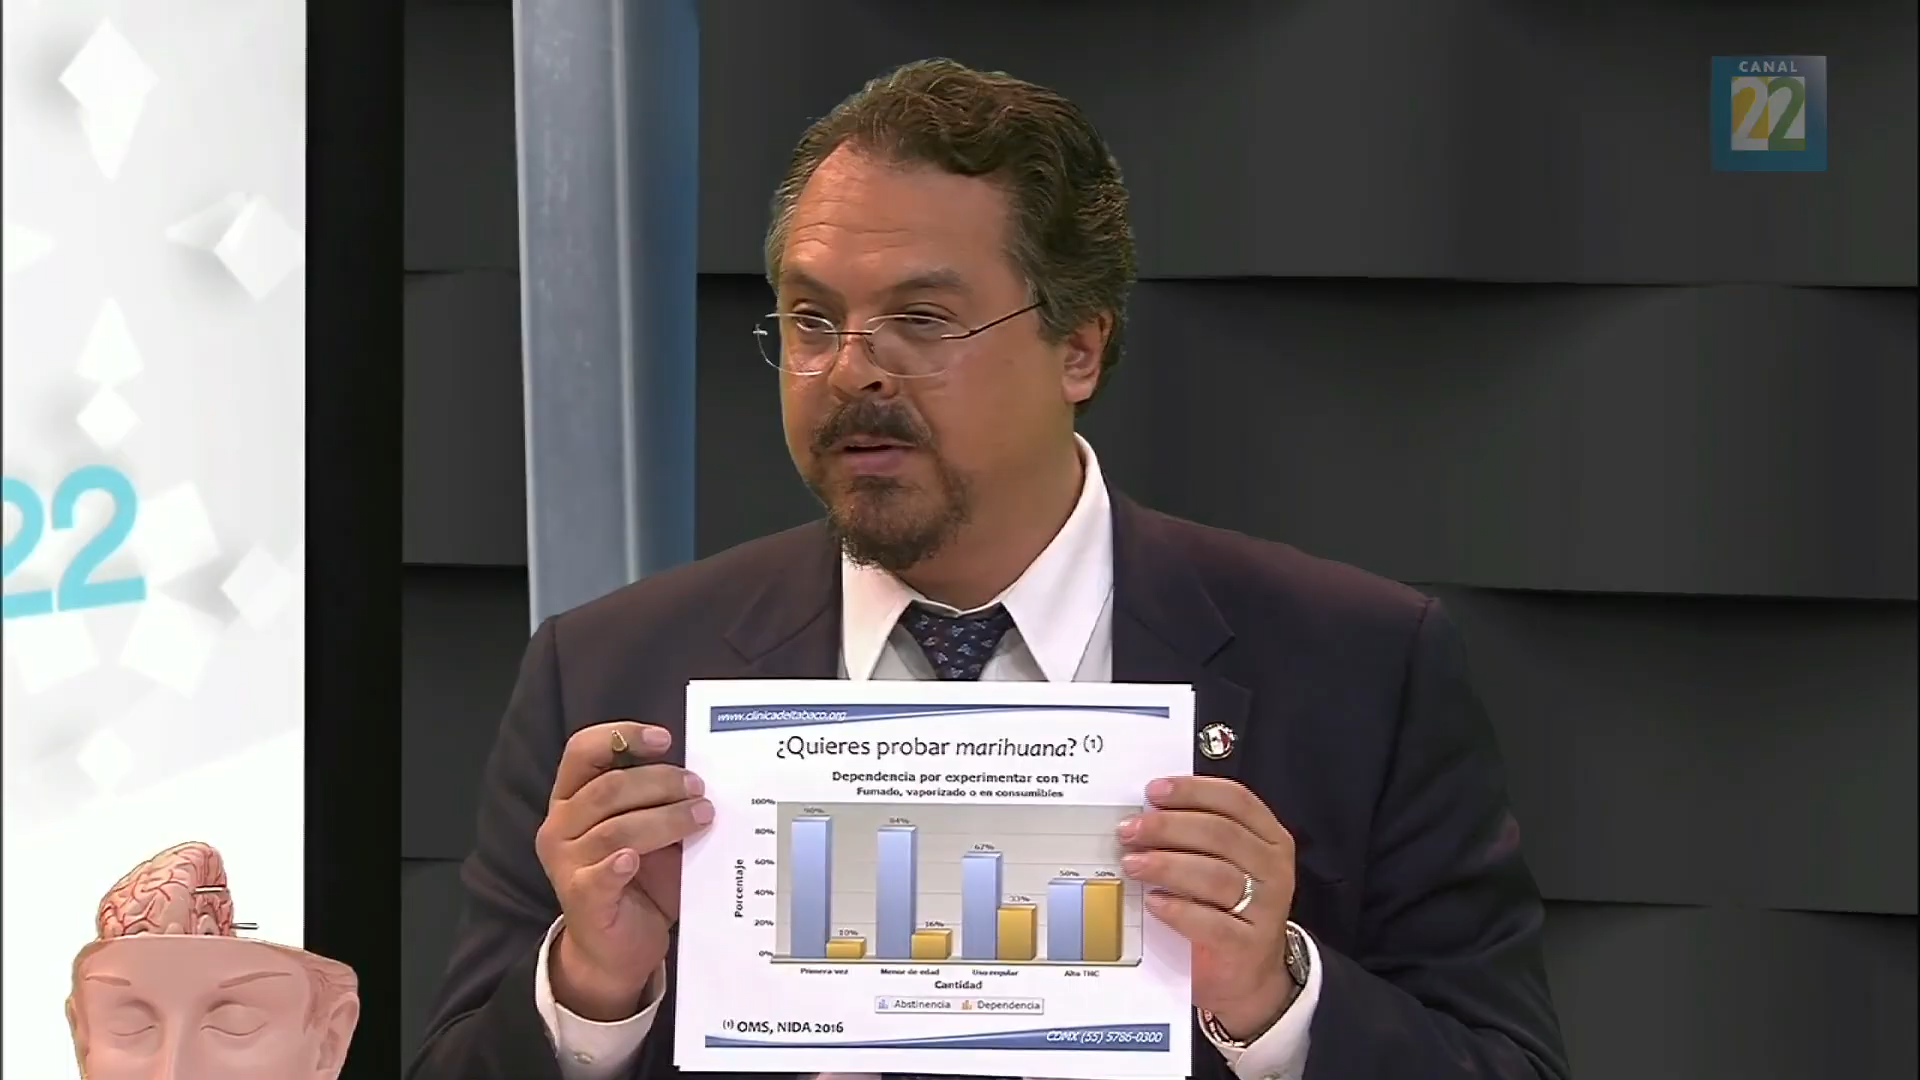 CANAL
22
22
www.clinicadeltabaco.org
¿Quieres probar marihuana? (1)
Dependencia por experimentar con THC
Fumado, vaporizado o en consumibles
100%
80%
60%
40%
20%
0%
Porcentaje
90%
10%
84%
16%
67%
33%
50%
50%
Primera vez
Menor de edad
Uso regular
Alto THC
Cantidad
Abstinencia
Dependencia
(1) OMS, NIDA 2016
CDMX (55) 5786-0300